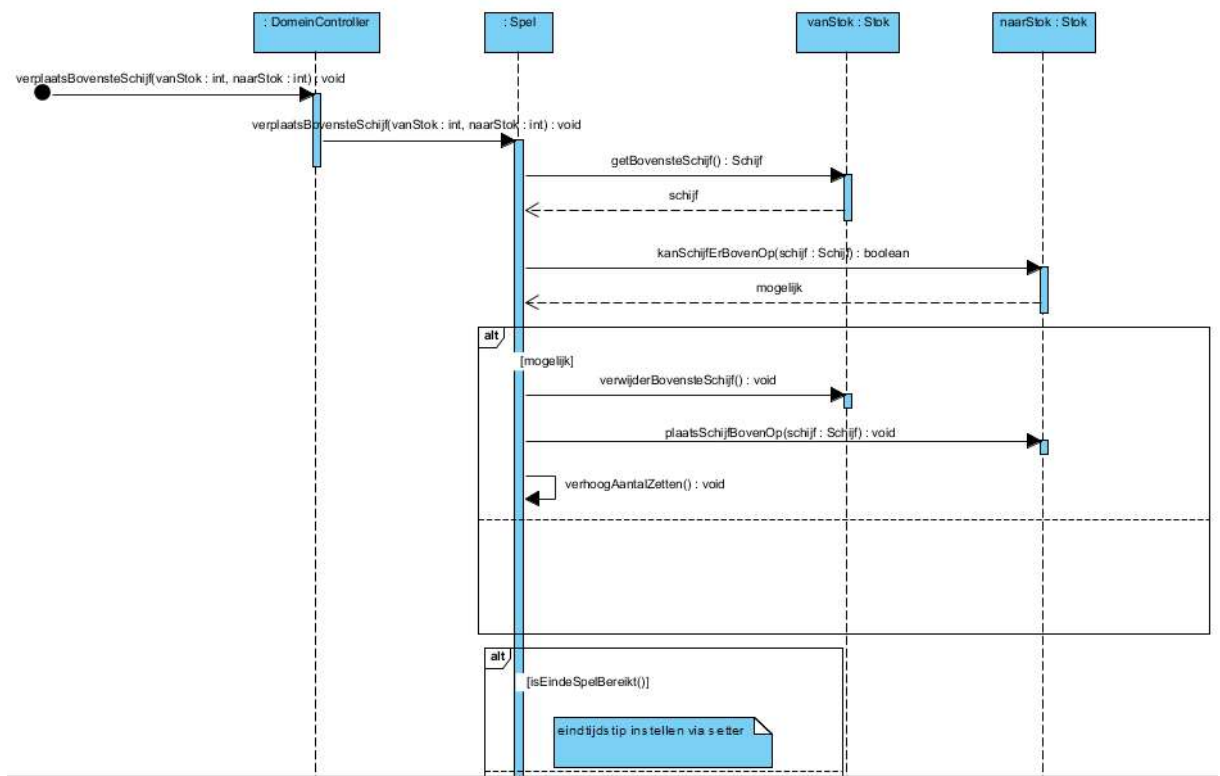 : DomeinController
: Spel
vanStok : Stok
naarStok : Stok
verplaatsBovensteSchijf(vanStok : int, naarStok : int) : void
verplaatsBovensteSchijf(vanStok : int, naarStok : int) : void
getBovensteSchijf() : Schijf
schijf
kanSchijfErBovenOp(schijf : Schijf) : boolean
mogelijk
alt
[mogelijk]
verwijderBovensteSchijf() : void
plaatsSchijfBovenOp(schijf : Schijf) : void
verhoogAantalZetten() : void
alt
[isEindeSpelBereikt()]
eindtijdstip instellen via setter